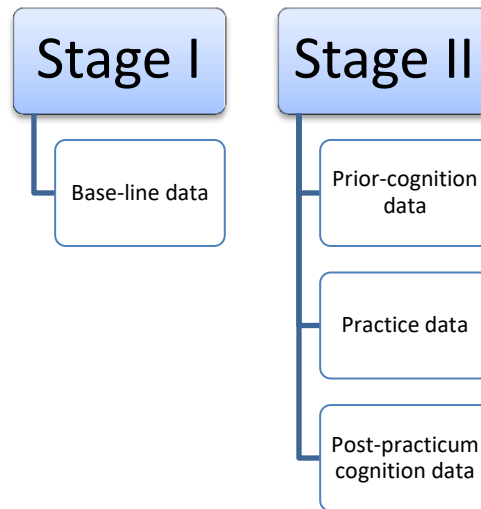 Stage I
Base-line data
Stage II
Prior-cognition
data
Practice data
Post-practicum
cognition data